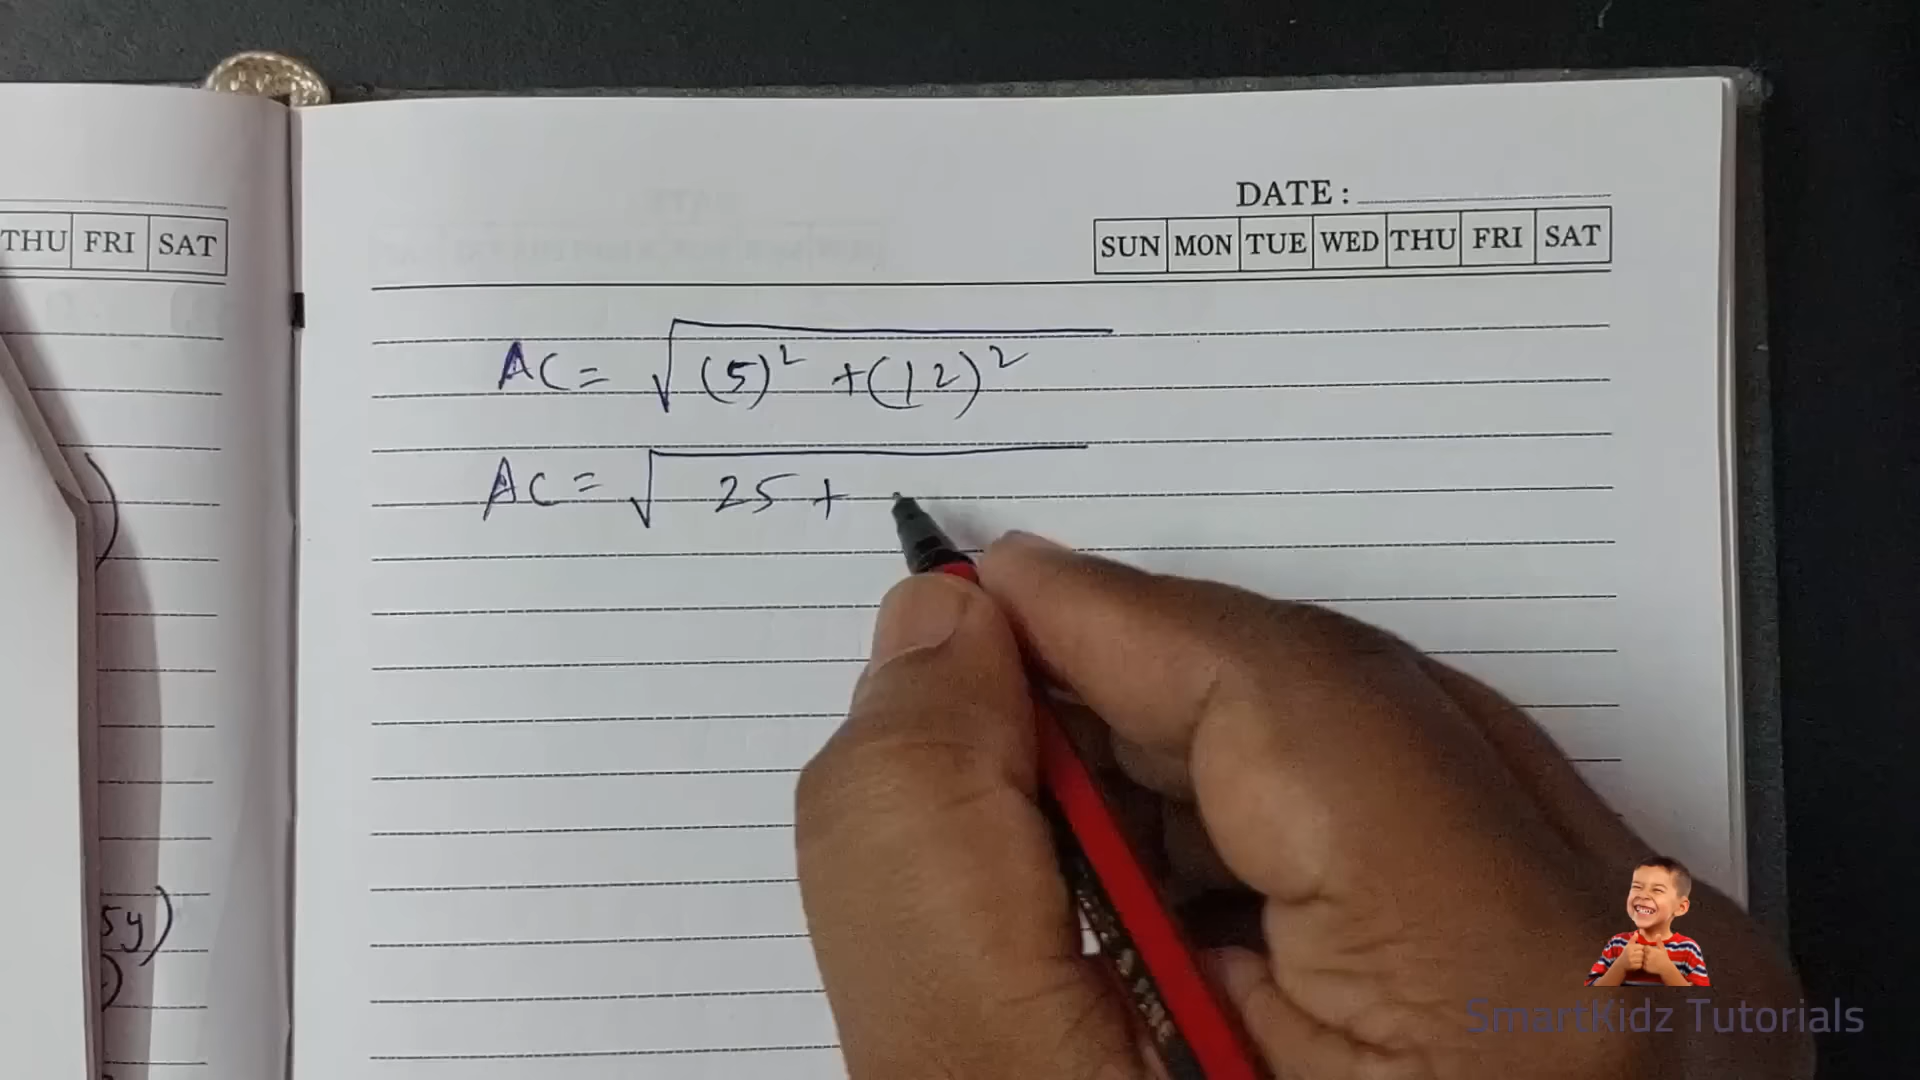 DATE :
THU FRI SAT
SUN MON TUE WED THU FRI SAT
AC = √(5)² + (12)²
AC = √25 +
5y)
)
SmartKidz Tutorials